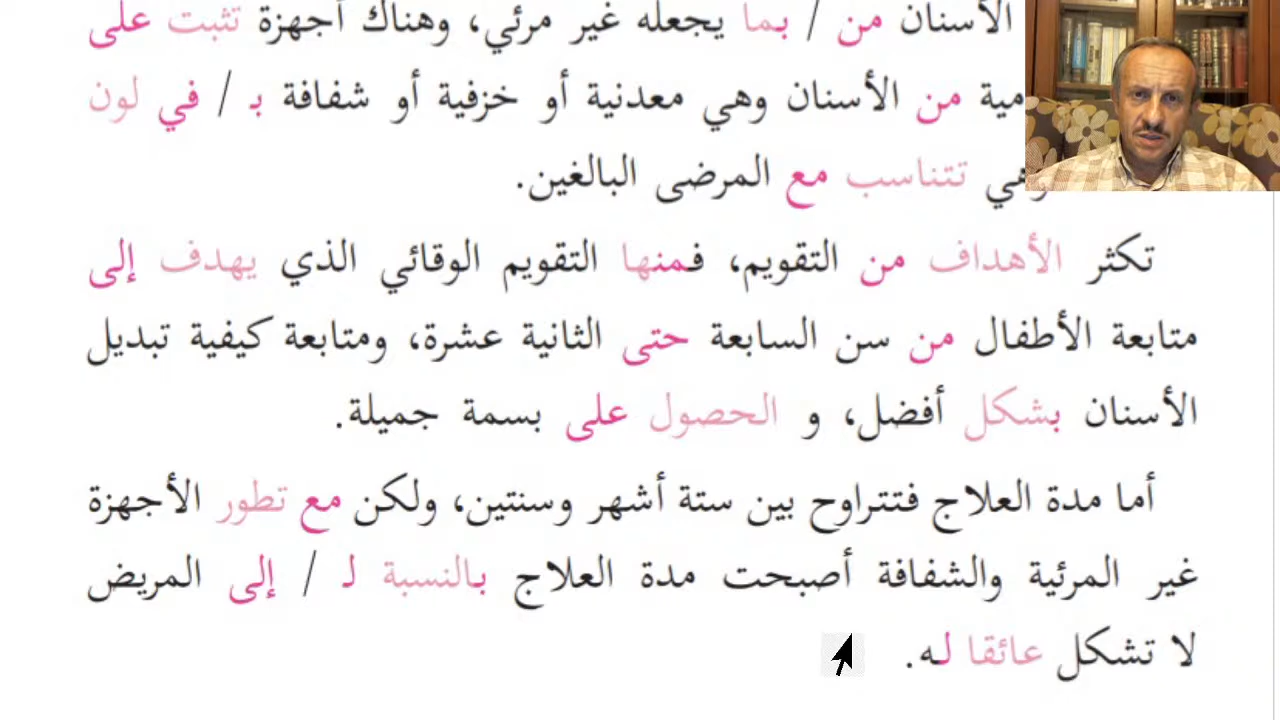 الأسنان من / بما يجعله غير مرئي، وهناك أجهزة تثبت على
من الأسنان وهي معدنية أو خزفية أو شفافة بـ / في لون
وهي تتناسب مع المرضى البالغين.
تكثر الأهداف من التقويم، فمنها التقويم الوقائي الذي يهدف إلى
متابعة الأطفال من سن السابعة حتى الثانية عشرة، ومتابعة كيفية تبديل
الأسنان بشكل أفضل، و الحصول على بسمة جميلة.
أما مدة العلاج فتتراوح بين ستة أشهر وسنتين، ولكن مع تطور الأجهزة
غير المرئية والشفافة أصبحت مدة العلاج بالنسبة لـ / إلى المريض
لا تشكل عائقا له.